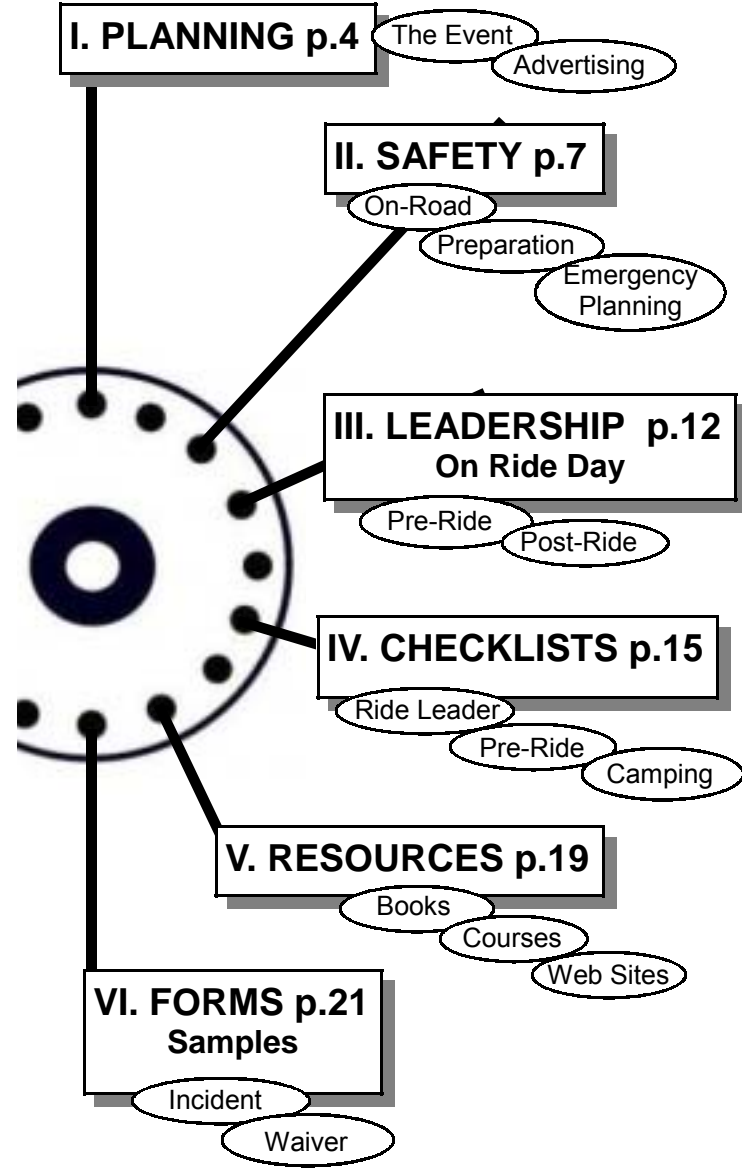 I. PLANNING p.4
The Event
Advertising
II. SAFETY p.7
On-Road
Preparation
Emergency
Planning
III. LEADERSHIP p.12
On Ride Day
Pre-Ride
Post-Ride
IV. CHECKLISTS p.15
Ride Leader
Pre-Ride
Camping
V. RESOURCES p.19
Books
Courses
Web Sites
VI. FORMS p.21
Samples
Incident
Waiver